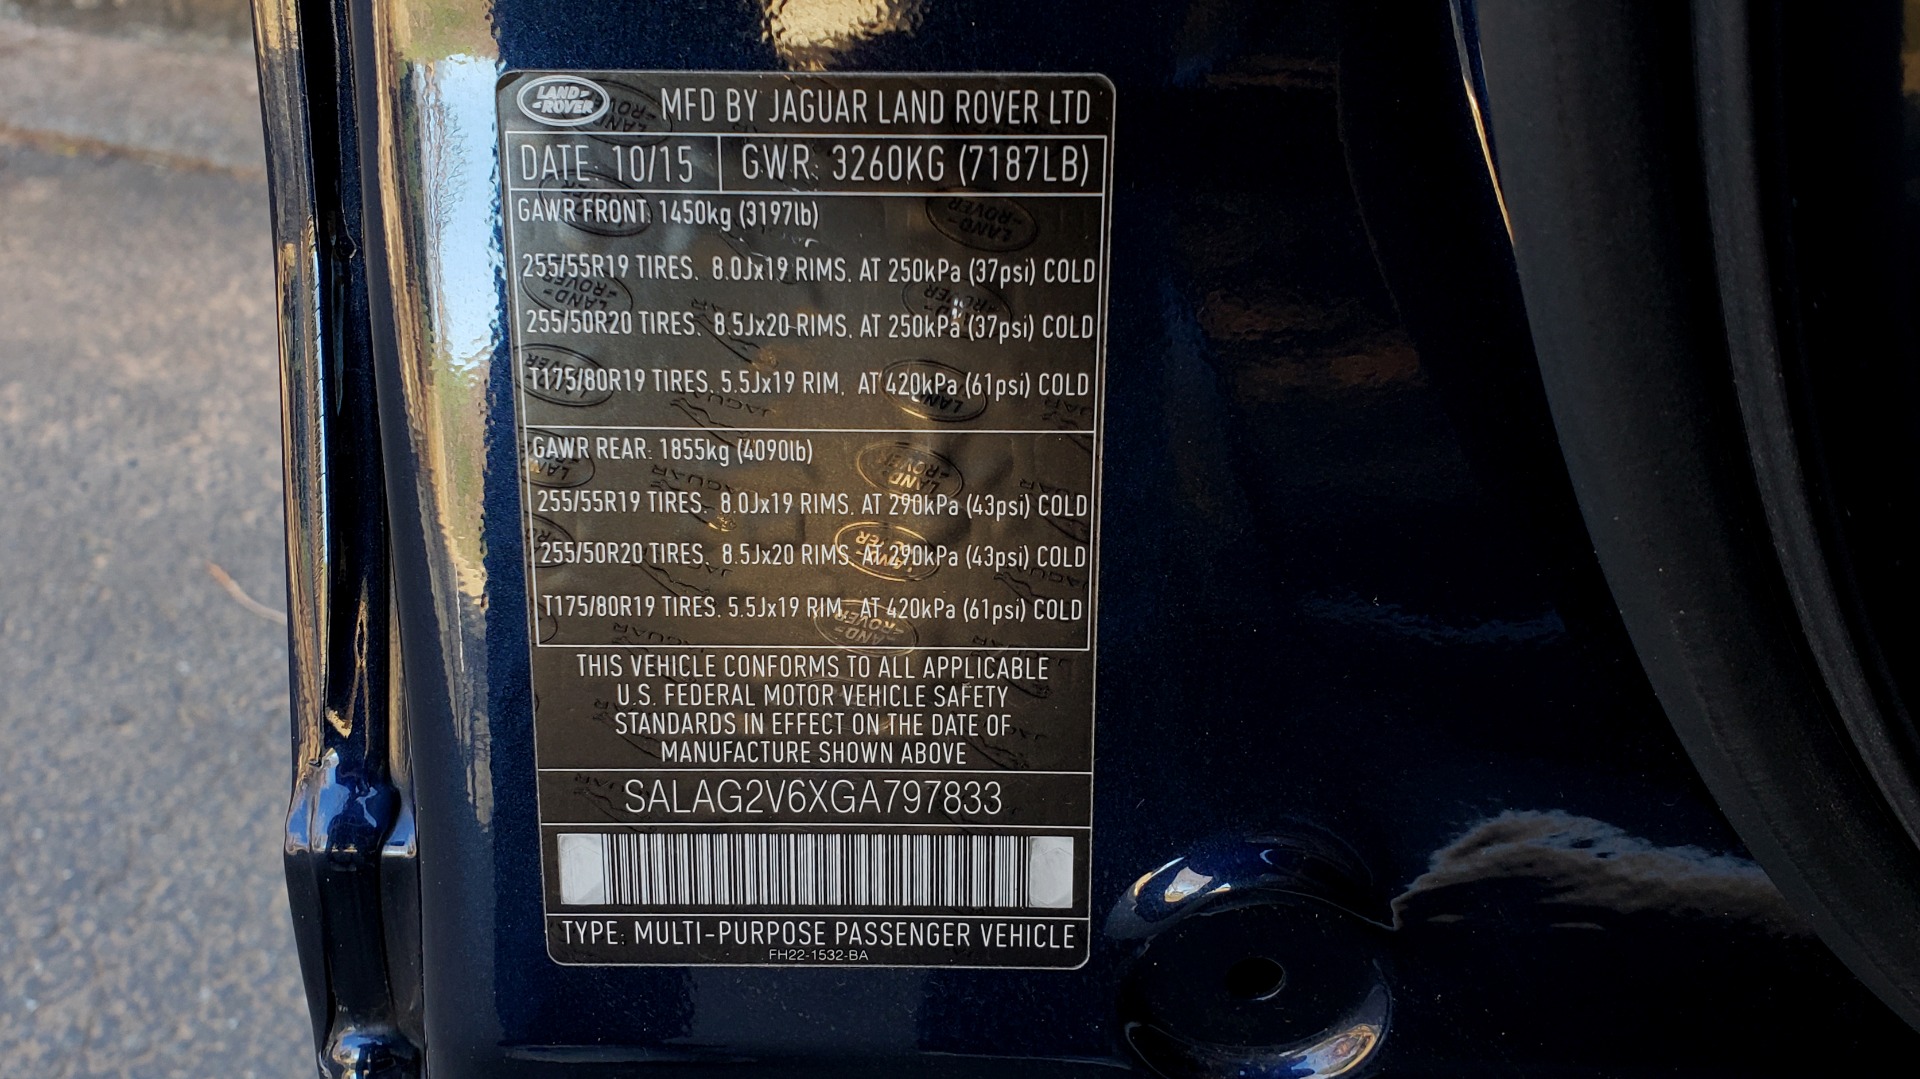 LAND-
-ROVER
MFD BY JAGUAR LAND ROVER LTD
DATE: 10/15 GWR: 3260KG (7187LB)
GAWR FRONT: 1450kg (3197lb)
255/55R19 TIRES. 8.0Jx19 RIMS. AT 250kPa (37psi) COLD
255/50R20 TIRES. 8.5Jx20 RIMS. AT 250kPa (37psi) COLD
T175/80R19 TIRES. 5.5Jx19 RIM. AT 420kPa (61psi) COLD
GAWR REAR: 1855kg (4090lb)
255/55R19 TIRES. 8.0Jx19 RIMS. AT 290kPa (43psi) COLD
255/50R20 TIRES. 8.5Jx20 RIMS. AT 290kPa (43psi) COLD
T175/80R19 TIRES. 5.5Jx19 RIM. AT 420kPa (61psi) COLD
THIS VEHICLE CONFORMS TO ALL APPLICABLE
U.S. FEDERAL MOTOR VEHICLE SAFETY
STANDARDS IN EFFECT ON THE DATE OF
MANUFACTURE SHOWN ABOVE
SALAG2V6XGA797833
TYPE: MULTI-PURPOSE PASSENGER VEHICLE
FH22-1532-BA